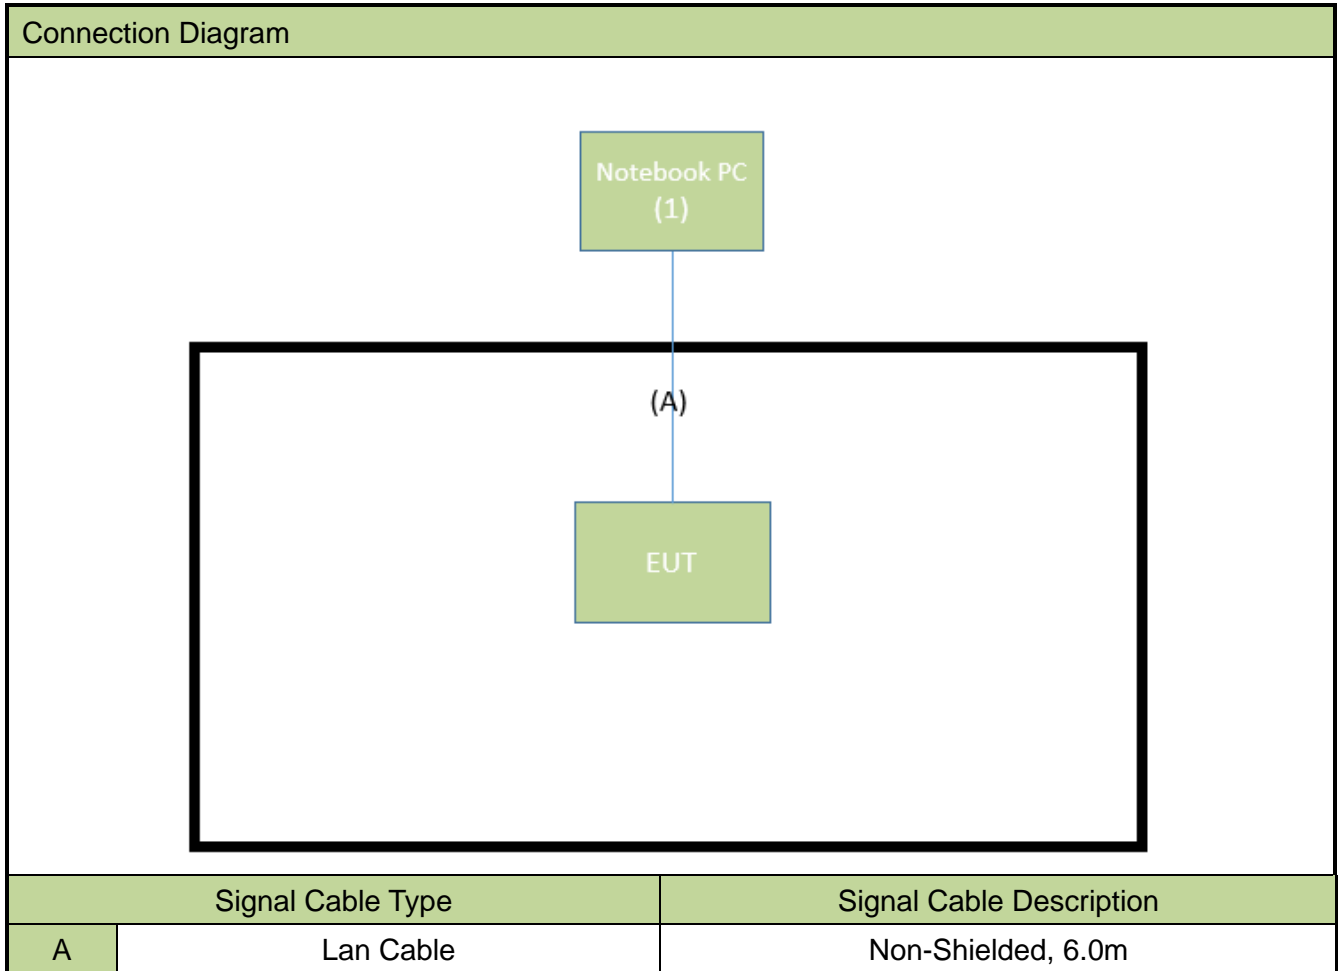 Connection Diagram
Notebook PC
(1)
(A)
EUT
Signal Cable Type Signal Cable Description
A Lan Cable Non-Shielded, 6.0m